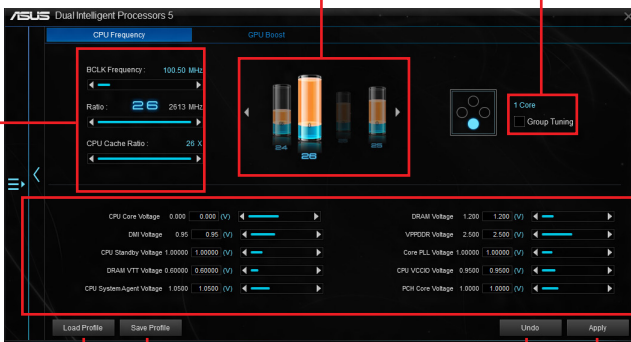 ASUS Dual Intelligent Processors 5
CPU Frequency GPU Boost
BCLK Frequency : 100.50 MHz
Ratio : 26 2613 MHz
CPU Cache Ratio : 26 X
24 26 25
1 Core
Group Tuning
CPU Core Voltage 0.000 0.000 (V) DRAM Voltage 1.200 1.200 (V)
DMI Voltage 0.95 0.95 (V) VPPDDR Voltage 2.500 2.500 (V)
CPU Standby Voltage 1.00000 1.00000 (V) Core PLL Voltage 1.00000 1.00000 (V)
DRAM VTT Voltage 0.60000 0.60000 (V) CPU VCCIO Voltage 0.9500 0.9500 (V)
CPU System Agent Voltage 1.0500 1.0500 (V) PCH Core Voltage 1.0000 1.0000 (V)
Load Profile Save Profile Undo Apply